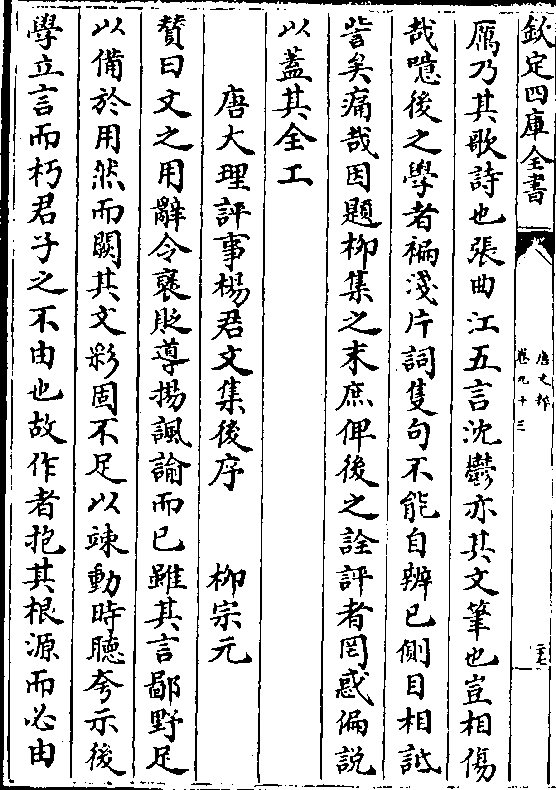 欽定四庫全書
唐文粹
卷九十三
厲乃其歌詩也張曲江五言沈鬱亦其文筆也豈相傷
哉噫後之學者褊淺片詞隻句不能自辨已側目相詆
訾矣痛哉因題柳集之末庶俾後之詮評者罔惑偏説
以蓋其全工
唐大理評事楊君文集後序 柳宗元
贊曰文之用辭令襃貶導揚諷諭而已雖其言鄙野足
以備於用然而闕其文彩固不足以竦動時聽夸示後
學立言而朽君子之不由也故作者抱其根源而必由